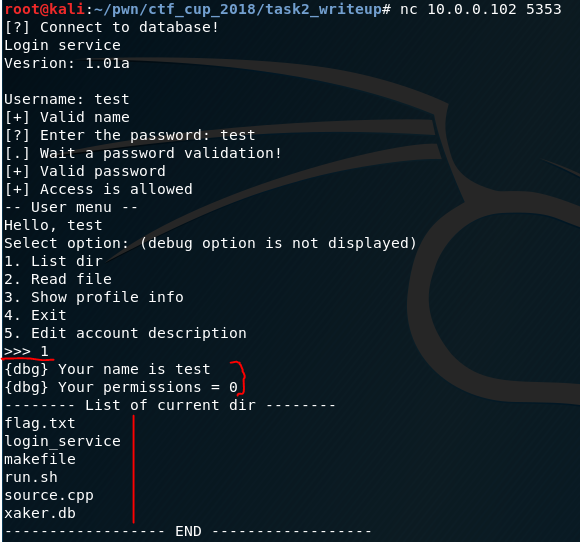 root@kali:~/pwn/ctf_cup_2018/task2_writeup# nc 10.0.0.102 5353
[?] Connect to database!
Login service
Vesrion: 1.01a
Username: test
[+] Valid name
[?] Enter the password: test
[.] Wait a password validation!
[+] Valid password
[+] Access is allowed
-- User menu --
Hello, test
Select option: (debug option is not displayed)
1. List dir
2. Read file
3. Show profile info
4. Exit
5. Edit account description
>>> 1
{dbg} Your name is test
{dbg} Your permissions = 0
-------- List of current dir --------
flag.txt
login_service
makefile
run.sh
source.cpp
xaker.db
------------------ END ------------------